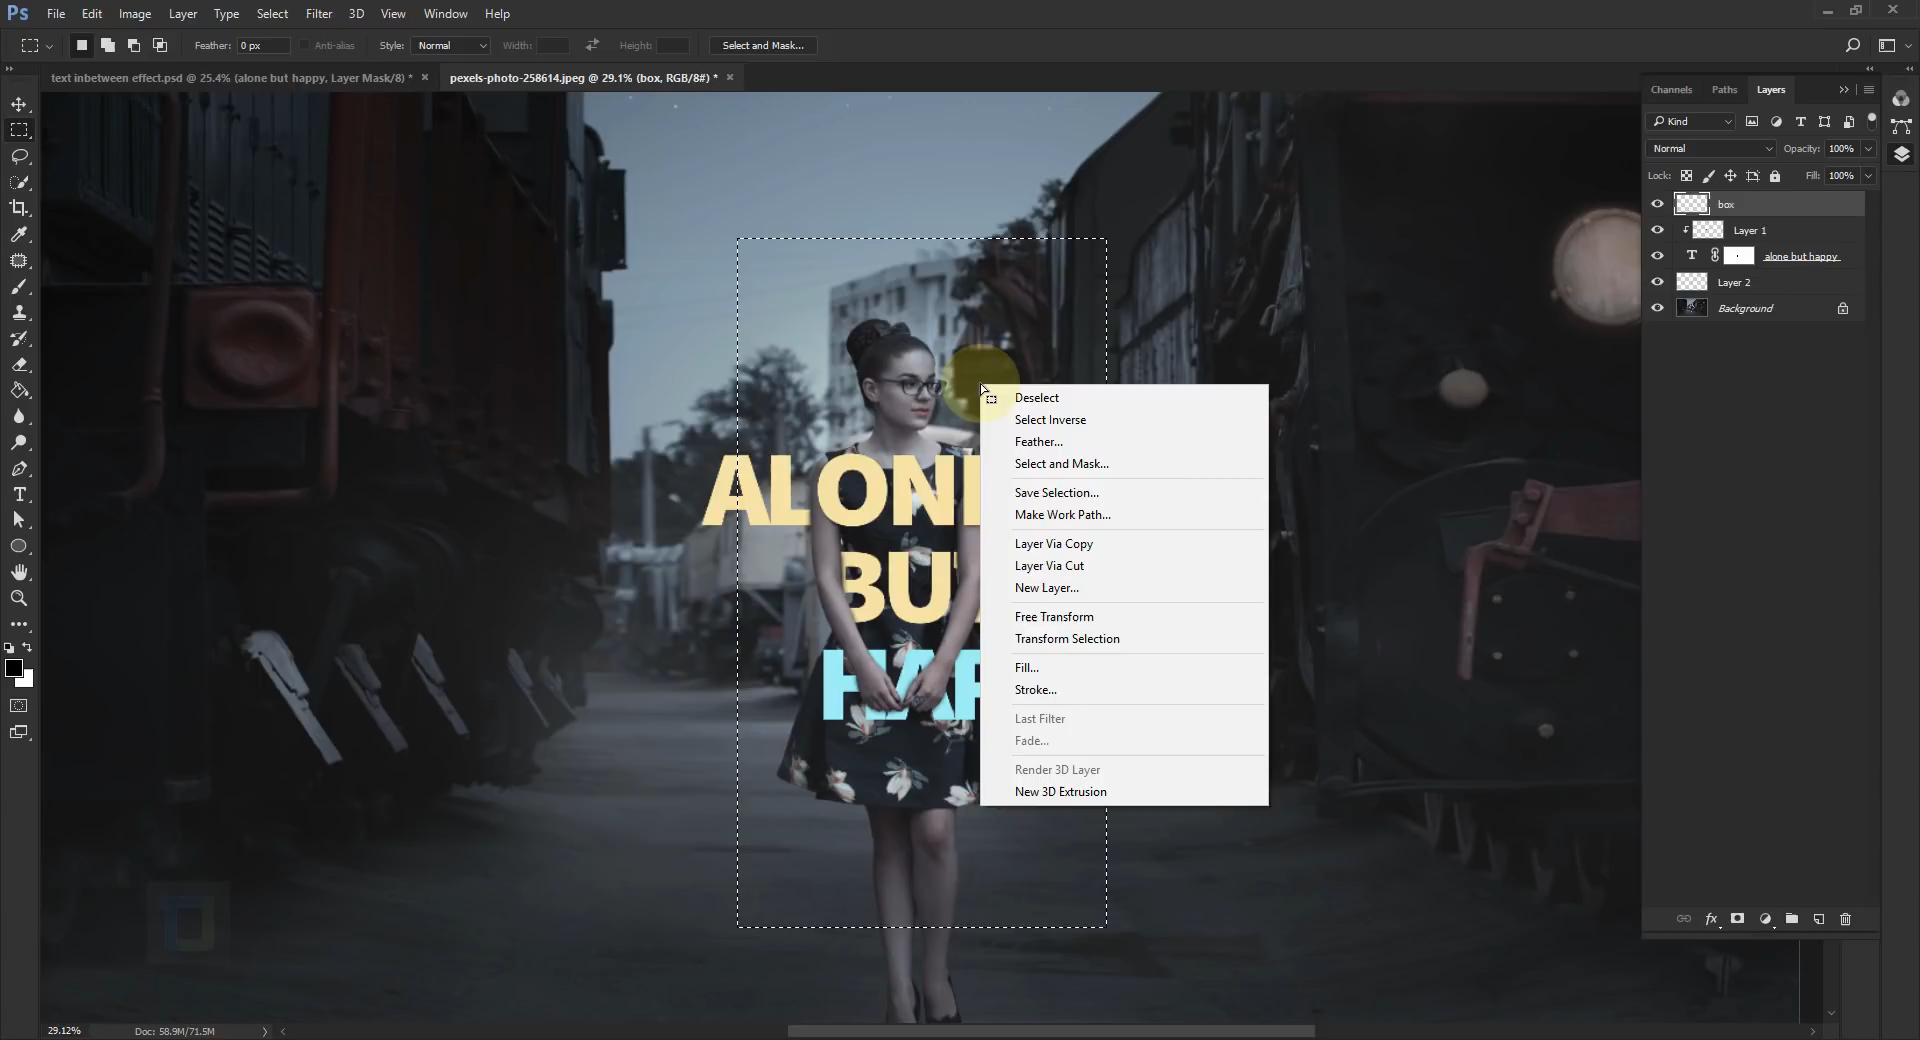 Ps File Edit Image Layer Type Select Filter 3D View Window Help
Feather: 0 px Anti-alias Style: Normal Width: Height: Select and Mask...
text inbetween effect.psd @ 25.4% (alone but happy, Layer Mask/8) * × pexels-photo-258614.jpeg @ 29.1% (box, RGB/8#) * ×
Channels Paths Layers
Kind
Normal Opacity: 100%
Lock: Fill: 100%
box
Layer 1
T alone but happy
Layer 2
Background
fx
ALONE
BUT
HAP
Deselect
Select Inverse
Feather...
Select and Mask...
Save Selection...
Make Work Path...
Layer Via Copy
Layer Via Cut
New Layer...
Free Transform
Transform Selection
Fill...
Stroke...
Last Filter
Fade...
Render 3D Layer
New 3D Extrusion
29.12% Doc: 58.9M/71.5M